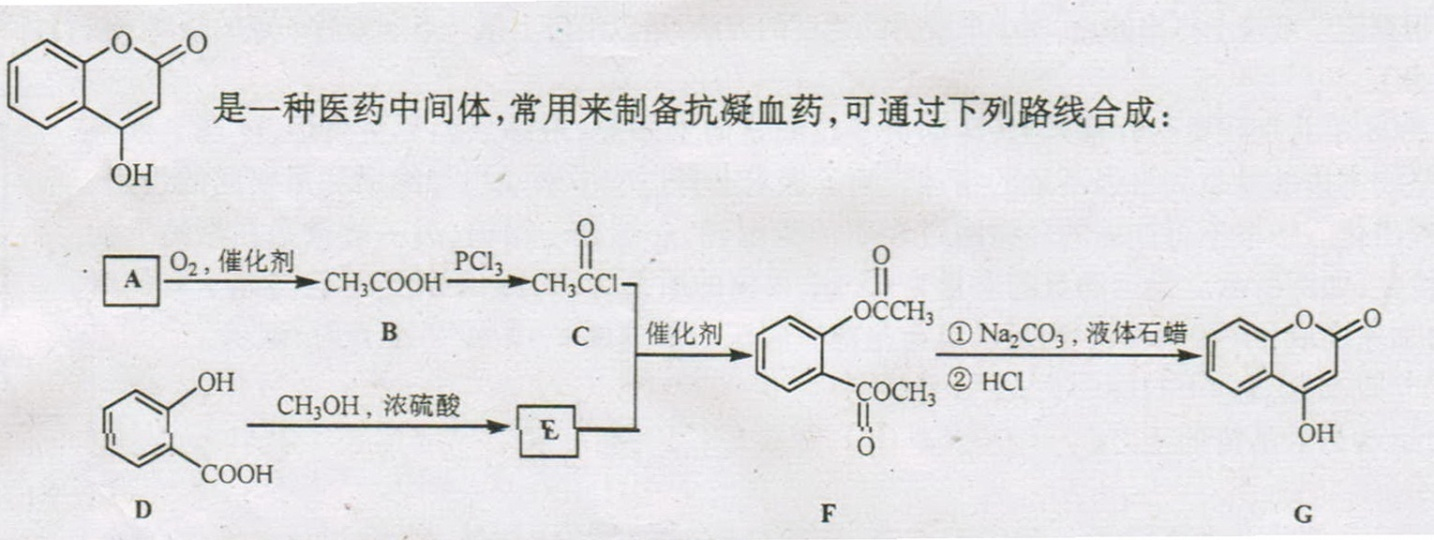 O O
OH
是一种医药中间体,常用来制备抗凝血药,可通过下列路线合成:
A O₂,催化剂 CH₃COOH PCl₃ CH₃CCl
O
B C
OH
COOH
D
CH₃OH,浓硫酸
E
催化剂
O
OCCH₃
COCH₃
O
F
① Na₂CO₃,液体石蜡
② HCl
O O
OH
G